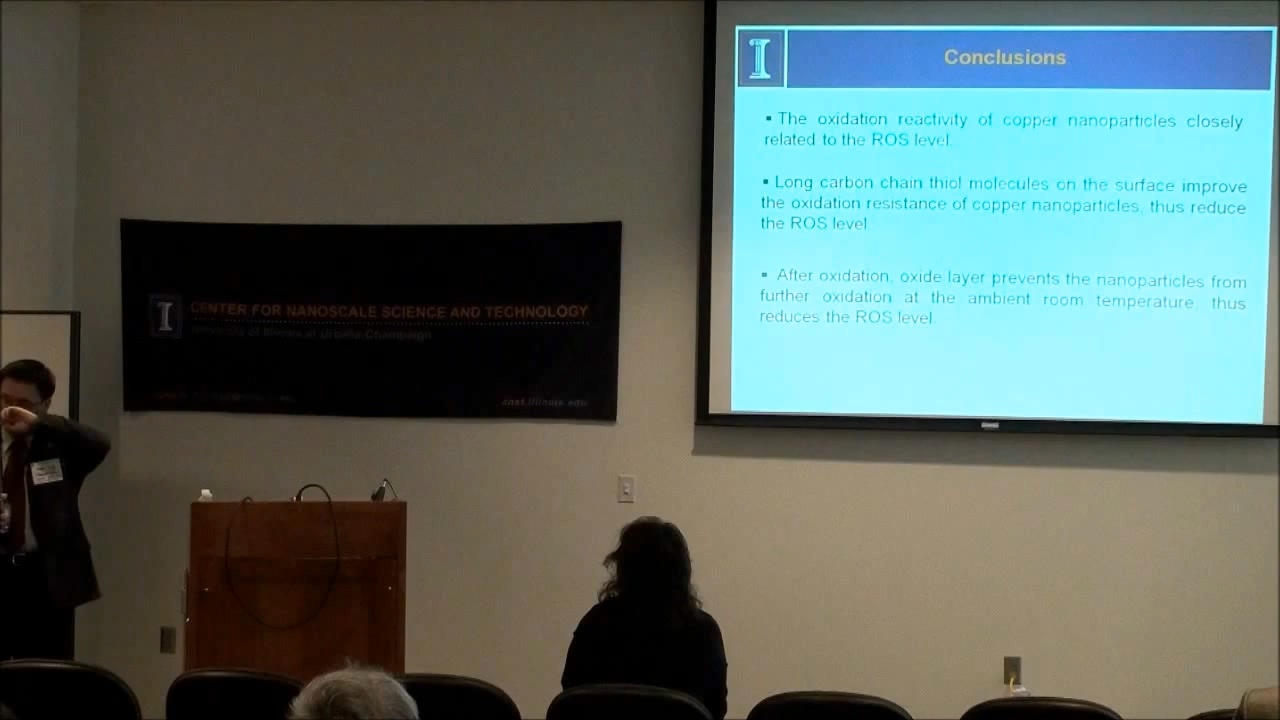 I
Conclusions
▪ The oxidation reactivity of copper nanoparticles closely
related to the ROS level.
▪ Long carbon chain thiol molecules on the surface improve
the oxidation resistance of copper nanoparticles, thus reduce
the ROS level.
▪ After oxidation, oxide layer prevents the nanoparticles from
further oxidation at the ambient room temperature, thus
reduces the ROS level.
I
CENTER FOR NANOSCALE SCIENCE AND TECHNOLOGY
University of Illinois at Urbana-Champaign
cnst.illinois.edu